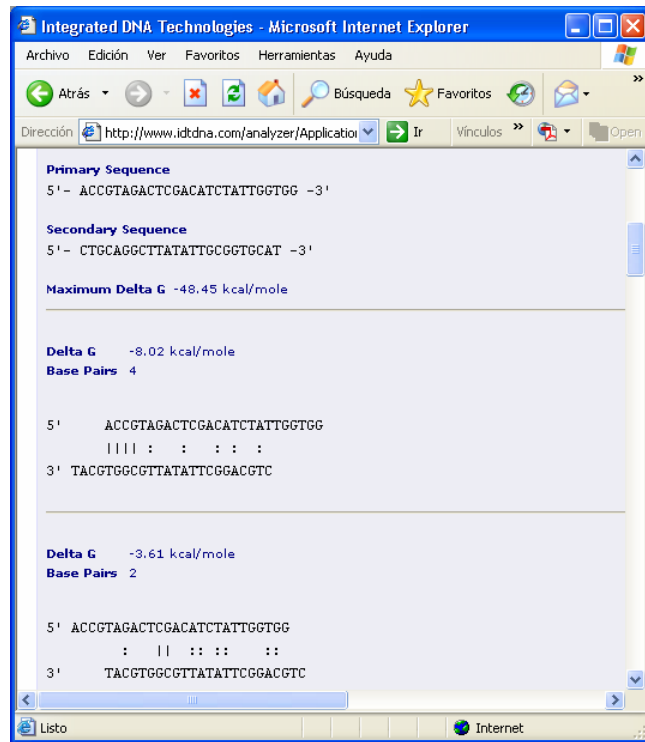 Integrated DNA Technologies - Microsoft Internet Explorer
Archivo Edición Ver Favoritos Herramientas Ayuda
Atrás Búsqueda Favoritos »
Dirección http://www.idtdna.com/analyzer/Application Ir Vínculos » Open
Primary Sequence
5'- ACCGTAGACTCGACATCTATTGGTGG -3'
Secondary Sequence
5'- CTGCAGGCTTATATTGCGGTGCAT -3'
Maximum Delta G -48.45 kcal/mole
Delta G -8.02 kcal/mole
Base Pairs 4
5' ACCGTAGACTCGACATCTATTGGTGG
|||| : : : : :
3' TACGTGGCGTTATATTCGGACGTC
Delta G -3.61 kcal/mole
Base Pairs 2
5' ACCGTAGACTCGACATCTATTGGTGG
: || :: :: ::
3' TACGTGGCGTTATATTCGGACGTC
Listo Internet